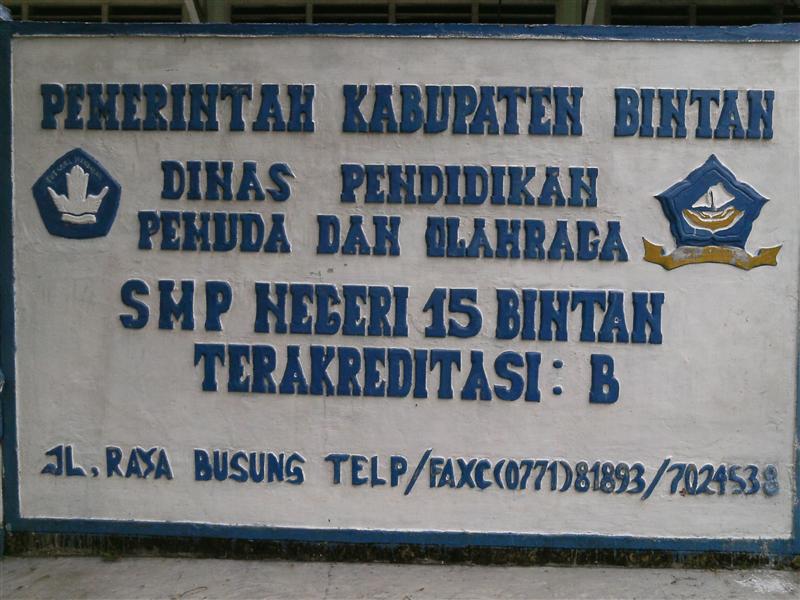 PEMERINTAH KABUPATEN BINTAN
DINAS PENDIDIKAN
PEMUDA DAN OLAHRAGA
SMP NEGERI 15 BINTAN
TERAKREDITASI : B
JL, RAYA BUSUNG TELP/FAXC(0771)81893/7024538